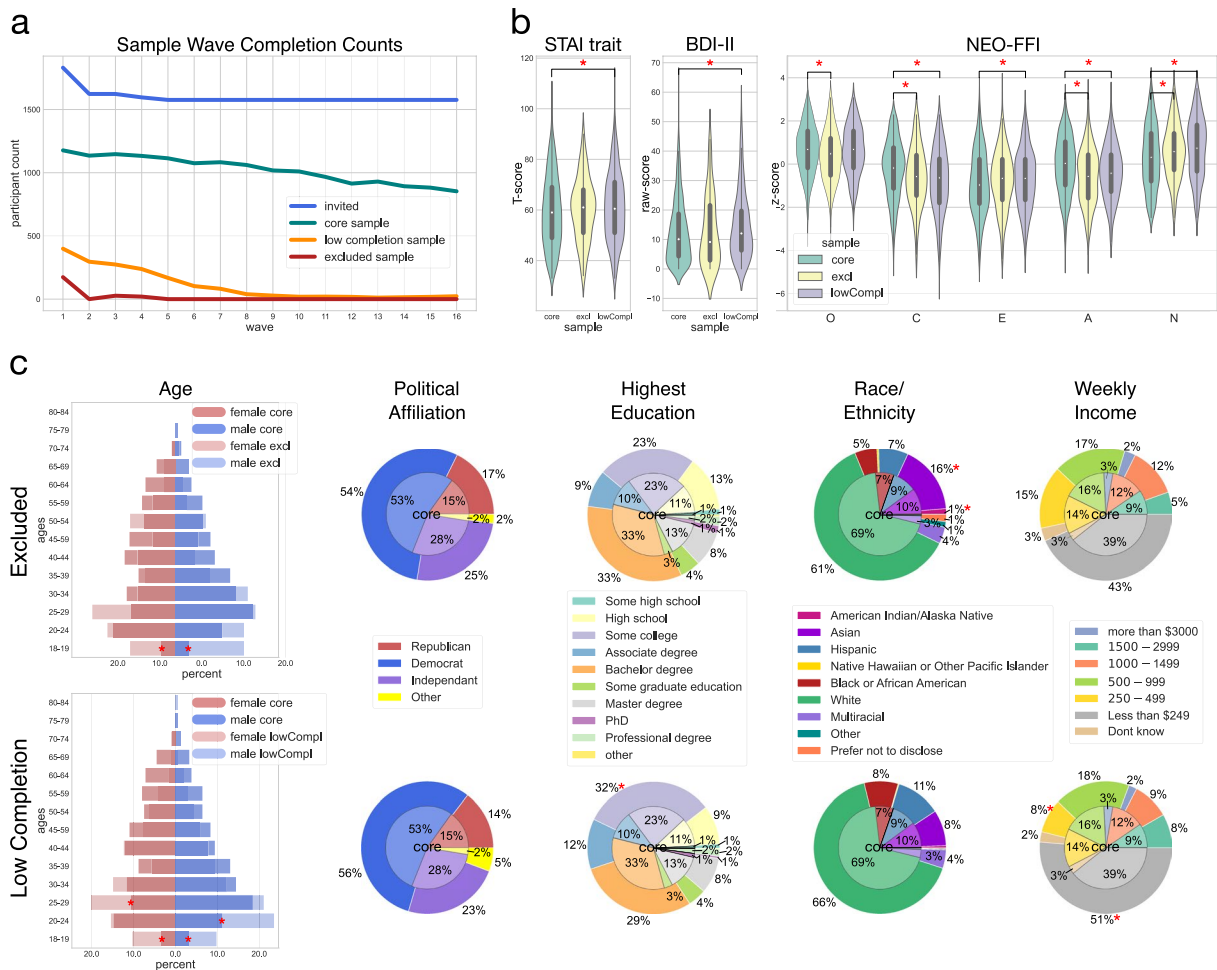 a
Sample Wave Completion Counts
participant count
1500
1000
500
0
invited
core sample
low completion sample
excluded sample
1 2 3 4 5 6 7 8 9 10 11 12 13 14 15 16
wave
b
STAI trait
BDI-II
NEO-FFI
T-score
120
100
80
60
40
core excl lowCompl
sample
raw-score
70
60
50
40
30
20
10
0
−10
core excl lowCompl
sample
z-score
4
2
0
−2
−4
−6
sample
core
excl
lowCompl
O C E A N
* * * * * * * * * *
c
Excluded
Age
ages
80–84
75–79
70–74
65–69
60–64
55–59
50–54
45–59
40–44
35–39
30–34
25–29
20–24
18–19
female core
male core
female excl
male excl
* *
20.0 10.0 0.0 10.0 0.0 20.0
percent
Political
Affiliation
54%
17%
2%
25%
53%
15%
2%
28%
core
Republican
Democrat
Independant
Other
Highest
Education
23%
13%
1%
1%
2%
1%
8%
4%
33%
9%
23%
11%
1%
2%
1%
13%
3%
33%
10%
core
Some high school
High school
Some college
Associate degree
Bachelor degree
Some graduate education
Master degree
PhD
Professional degree
other
Race/
Ethnicity
5%
7%
16%*
1%*
1%
1%
4%
61%
7%
9%
10%
3%
69%
core
American Indian/Alaska Native
Asian
Hispanic
Native Hawaiian or Other Pacific Islander
Black or African American
White
Multiracial
Other
Prefer not to disclose
Weekly
Income
17%
2%
12%
5%
43%
3%
15%
16%
3%
12%
9%
39%
3%
14%
core
more than $3000
1500 − 2999
1000 − 1499
500 − 999
250 − 499
Less than $249
Dont know
Low Completion
ages
80–84
75–79
70–74
65–69
60–64
55–59
50–54
45–59
40–44
35–39
30–34
25–29
20–24
18–19
female core
male core
female lowCompl
male lowCompl
* * * *
20.0 10.0 0.0 10.0 20.0
percent
56%
14%
5%
23%
53%
15%
2%
28%
core
32%*
9%
1%
2%
1%
1%
8%
4%
29%
12%
23%
11%
13%
3%
33%
10%
core
8%
11%
8%
4%
66%
7%
9%
10%
3%
69%
core
18%
2%
9%
8%
51%*
2%
8%*
16%
3%
12%
9%
39%
3%
14%
core